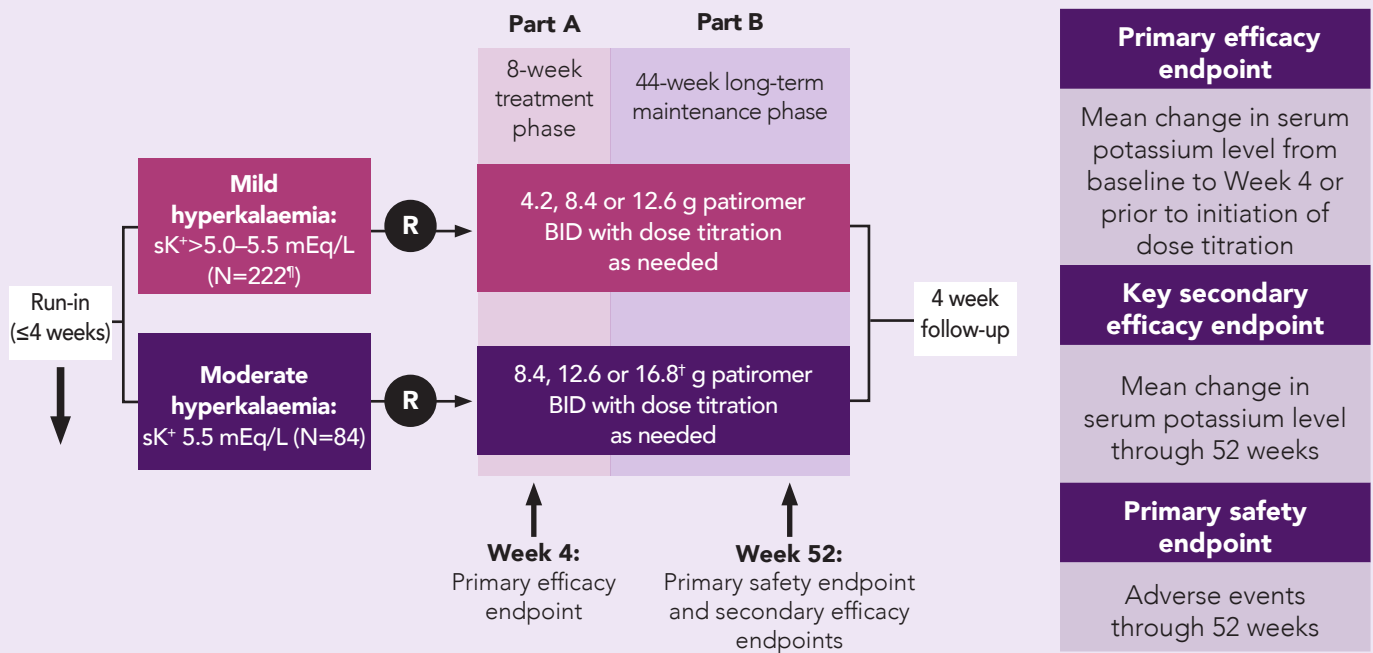 Part A
Part B
8-week
treatment
phase
44-week long-term
maintenance phase
Run-in
(≤4 weeks)
Mild
hyperkalaemia:
sK⁺>5.0–5.5 mEq/L
(N=222¶)
R
4.2, 8.4 or 12.6 g patiromer
BID with dose titration
as needed
Moderate
hyperkalaemia:
sK⁺ 5.5 mEq/L (N=84)
R
8.4, 12.6 or 16.8† g patiromer
BID with dose titration
as needed
4 week
follow-up
Week 4:
Primary efficacy
endpoint
Week 52:
Primary safety endpoint
and secondary efficacy
endpoints
Primary efficacy
endpoint
Mean change in serum
potassium level from
baseline to Week 4 or
prior to initiation of
dose titration
Key secondary
efficacy endpoint
Mean change in
serum potassium level
through 52 weeks
Primary safety
endpoint
Adverse events
through 52 weeks